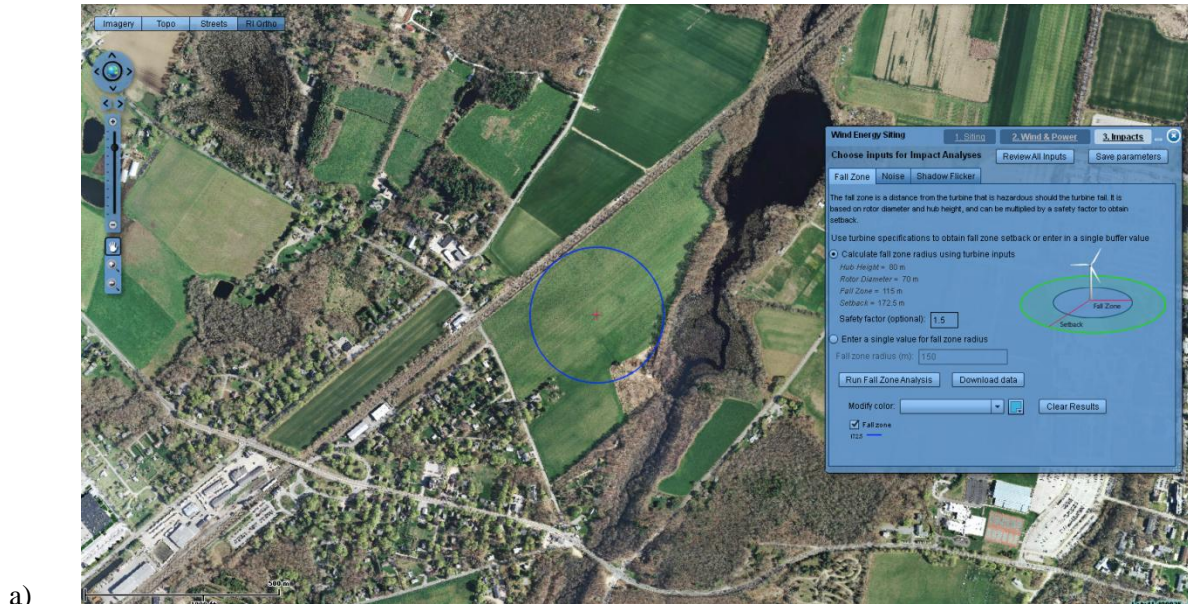 Imagery Topo Streets RI Ortho
Wind Energy Siting 1. Siting 2. Wind & Power 3. Impacts
Choose inputs for Impact Analyses Review All Inputs Save parameters
Fall Zone Noise Shadow Flicker
The fall zone is a distance from the turbine that is hazardous should the turbine fall. It is
based on rotor diameter and hub height, and can be multiplied by a safety factor to obtain
setback.
Use turbine specifications to obtain fall zone setback or enter in a single buffer value
Calculate fall zone radius using turbine inputs
Hub Height = 80 m
Rotor Diameter = 70 m
Fall Zone = 115 m
Setback = 172.5 m
Safety factor (optional): 1.5
Fall Zone
Setback
Enter a single value for fall zone radius
Fall zone radius (m): 150
Run Fall Zone Analysis Download data
Modify color: Clear Results
Fall zone
172.5
500 m
a)